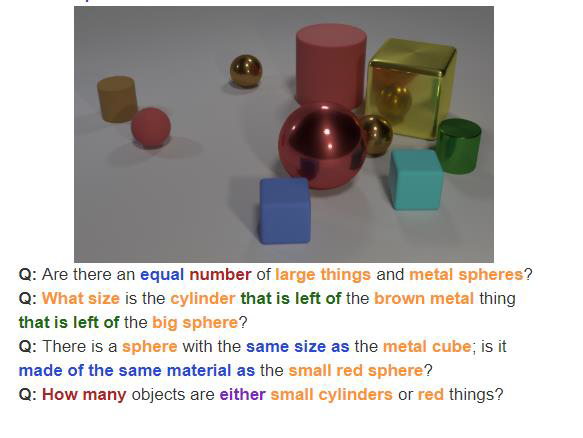 Q: Are there an equal number of large things and metal spheres?
Q: What size is the cylinder that is left of the brown metal thing
that is left of the big sphere?
Q: There is a sphere with the same size as the metal cube; is it
made of the same material as the small red sphere?
Q: How many objects are either small cylinders or red things?